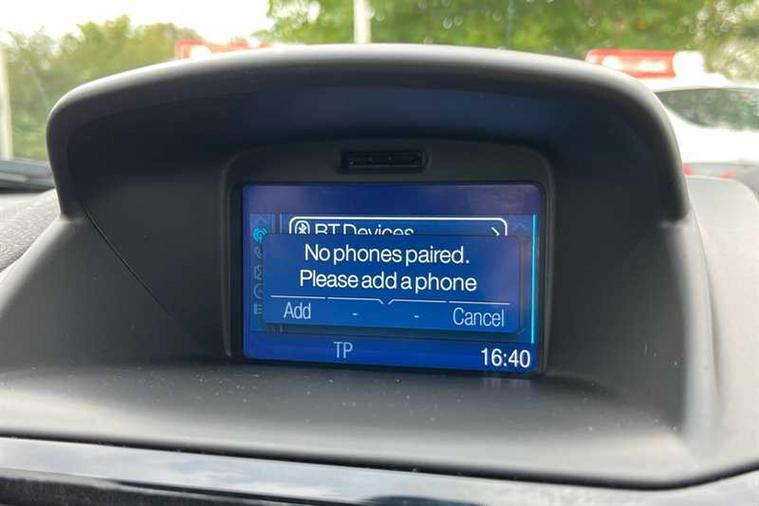 BT Devices
No phones paired.
Please add a phone
Add - - Cancel
TP 16:40